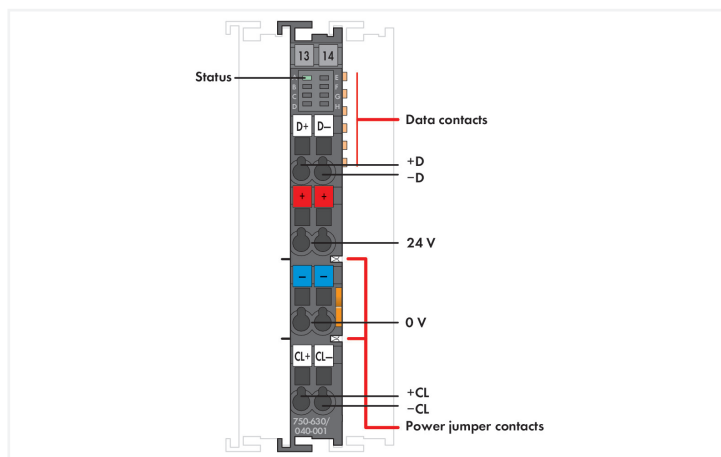 13 14
Status
A E
B F
C G
D H
D+ D−
Data contacts
+D
−D
+ +
24 V
− −
0 V
CL+ CL−
+CL
−CL
750-630/
040-001
Power jumper contacts